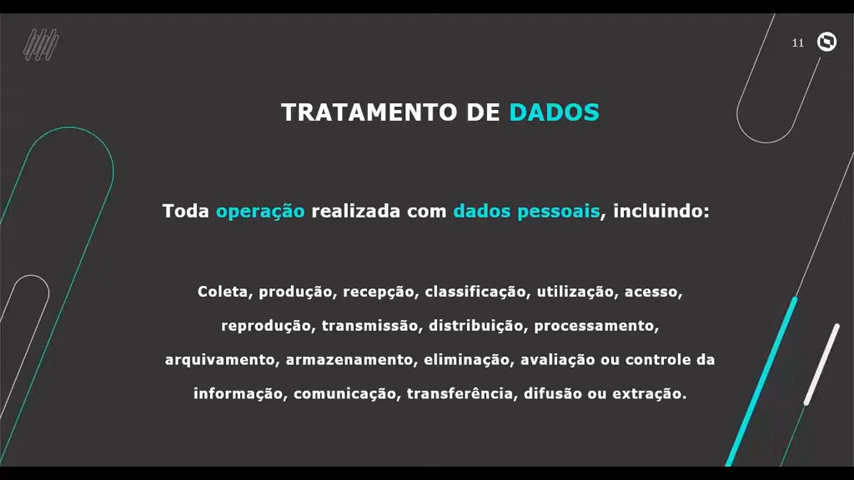 11
TRATAMENTO DE DADOS
Toda operação realizada com dados pessoais, incluindo:
Coleta, produção, recepção, classificação, utilização, acesso,
reprodução, transmissão, distribuição, processamento,
arquivamento, armazenamento, eliminação, avaliação ou controle da
informação, comunicação, transferência, difusão ou extração.